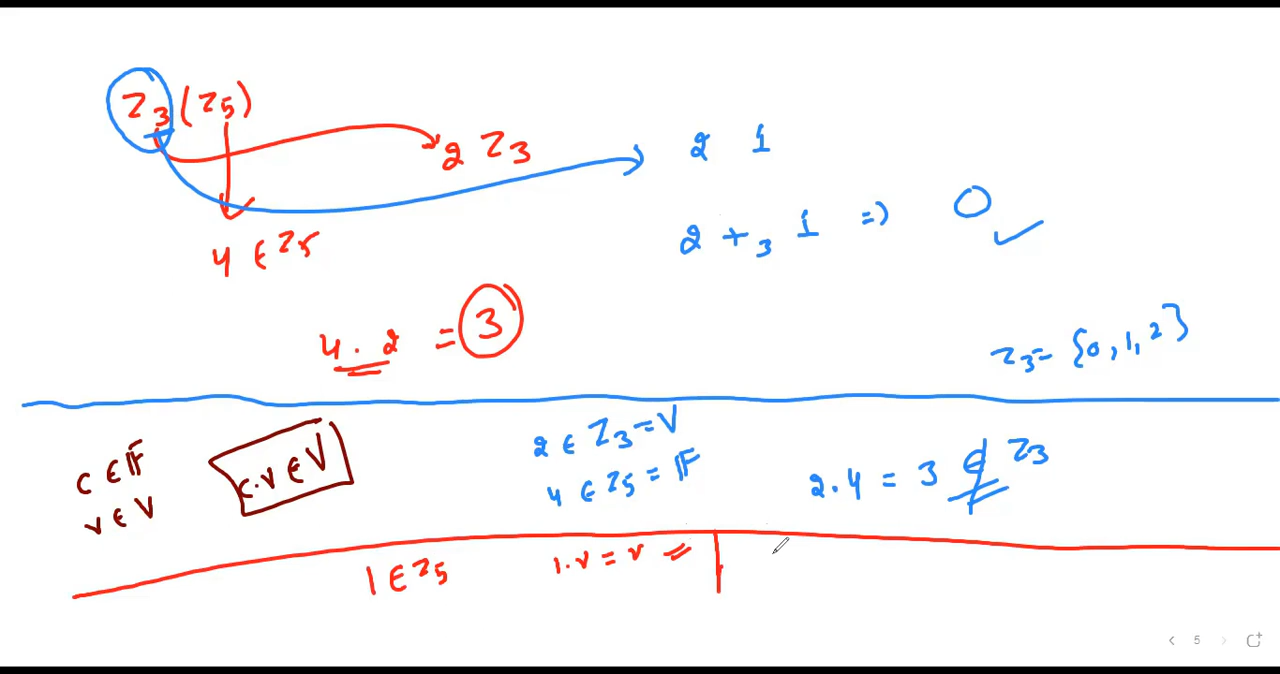 Z₃(Z₅)
2 Z₃
2 1
4 ∈ Z₅
2 +₃ 1 ⇒ 0
4 · 2 = 3
Z₃ = {0, 1, 2}
c ∈ 𝔽
v ∈ V
c·v ∈ V
2 ∈ Z₃ = V
4 ∈ Z₅ = 𝔽
2 · 4 = 3 ∉ Z₃
1 ∈ Z₅
1·v = v
5